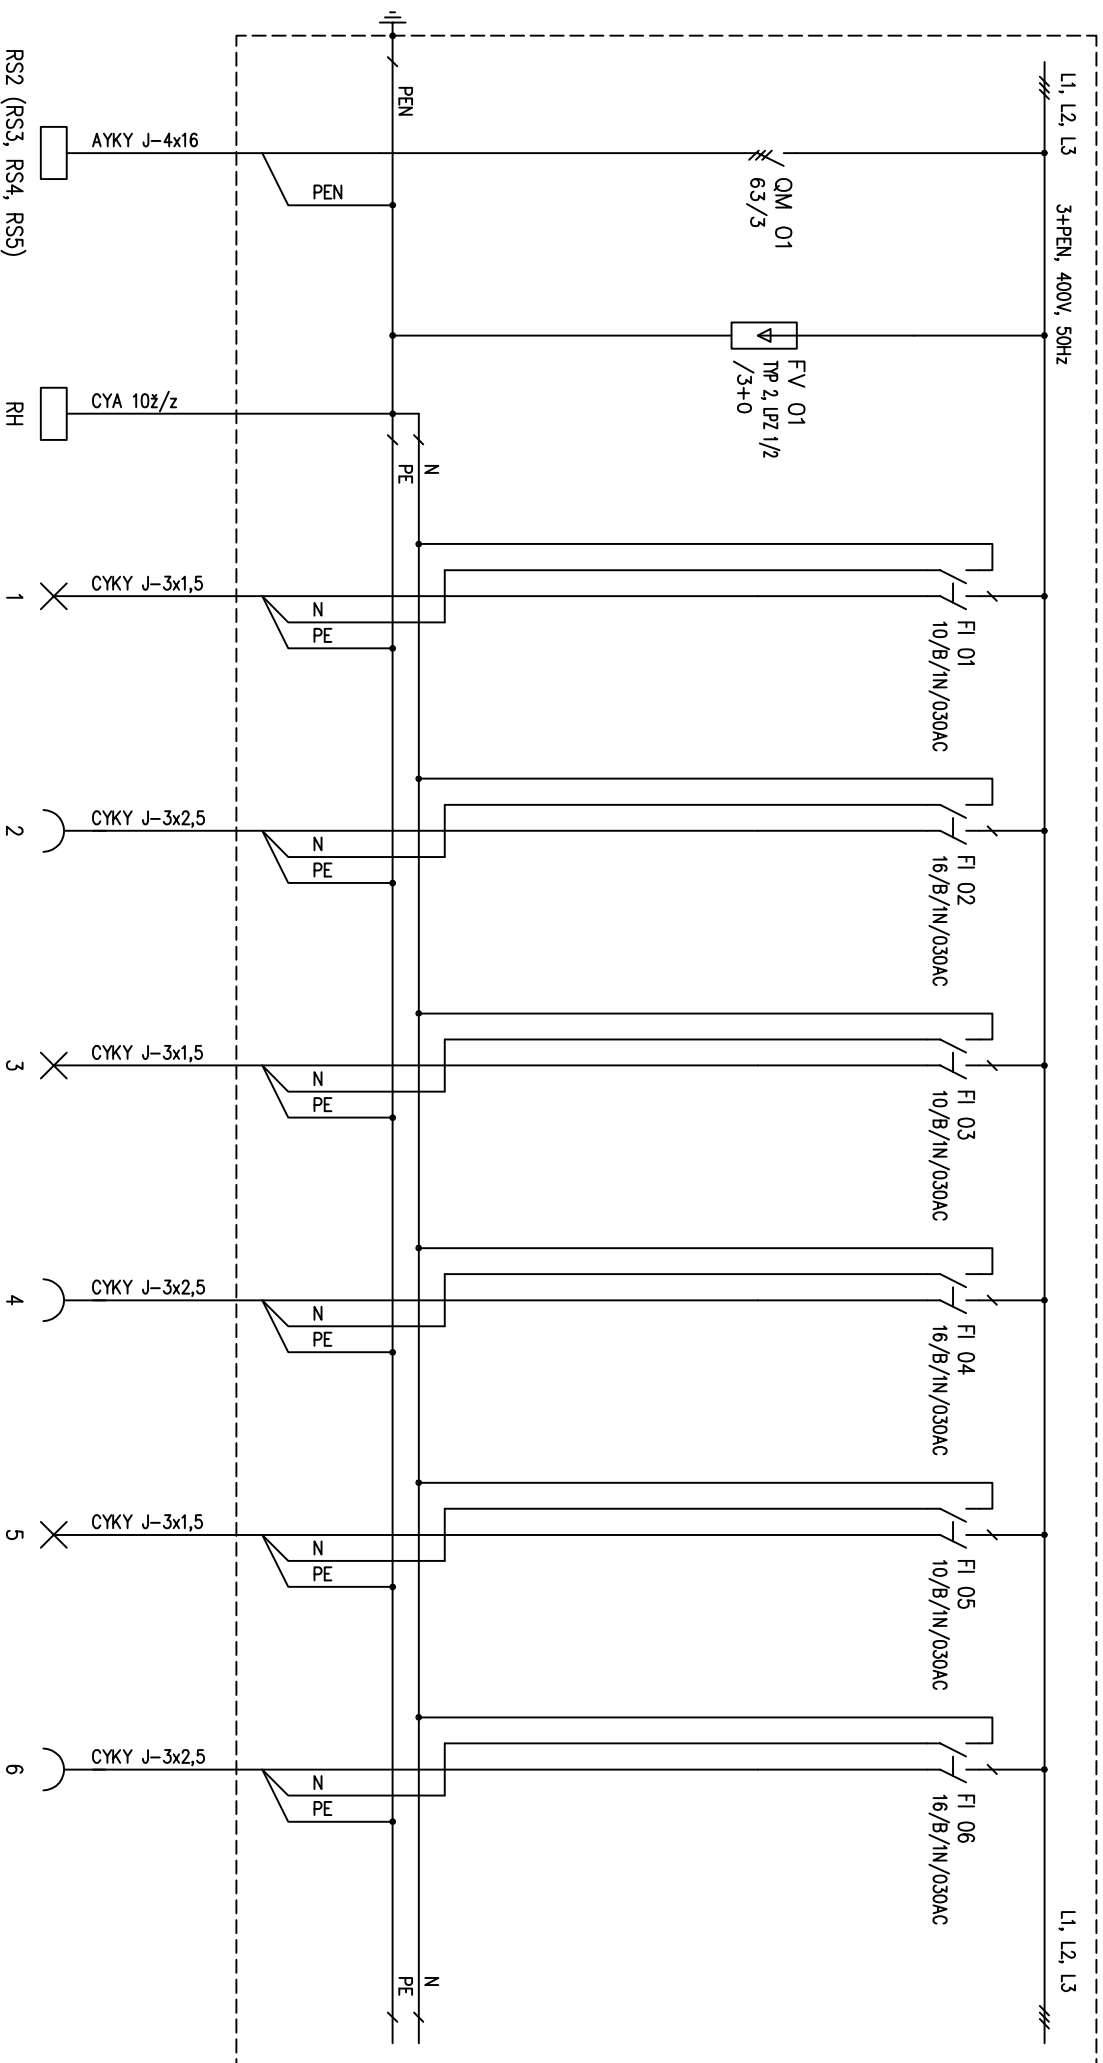 L1, L2, L3
3+PEN, 400V, 50Hz
L1, L2, L3
QM 01
63/3
FV 01
TYP 2, LPZ 1/2
/3+0
FI 01
10/B/1N/030AC
FI 02
16/B/1N/030AC
FI 03
10/B/1N/030AC
FI 04
16/B/1N/030AC
FI 05
10/B/1N/030AC
FI 06
16/B/1N/030AC
PEN
N
PE
N
PE
PEN
N
PE
N
PE
N
PE
N
PE
N
PE
N
PE
AYKY J-4x16
CYA 10ž/z
CYKY J-3x1,5
CYKY J-3x2,5
CYKY J-3x1,5
CYKY J-3x2,5
CYKY J-3x1,5
CYKY J-3x2,5
RS2 (RS3, RS4, RS5)
RH
1
2
3
4
5
6